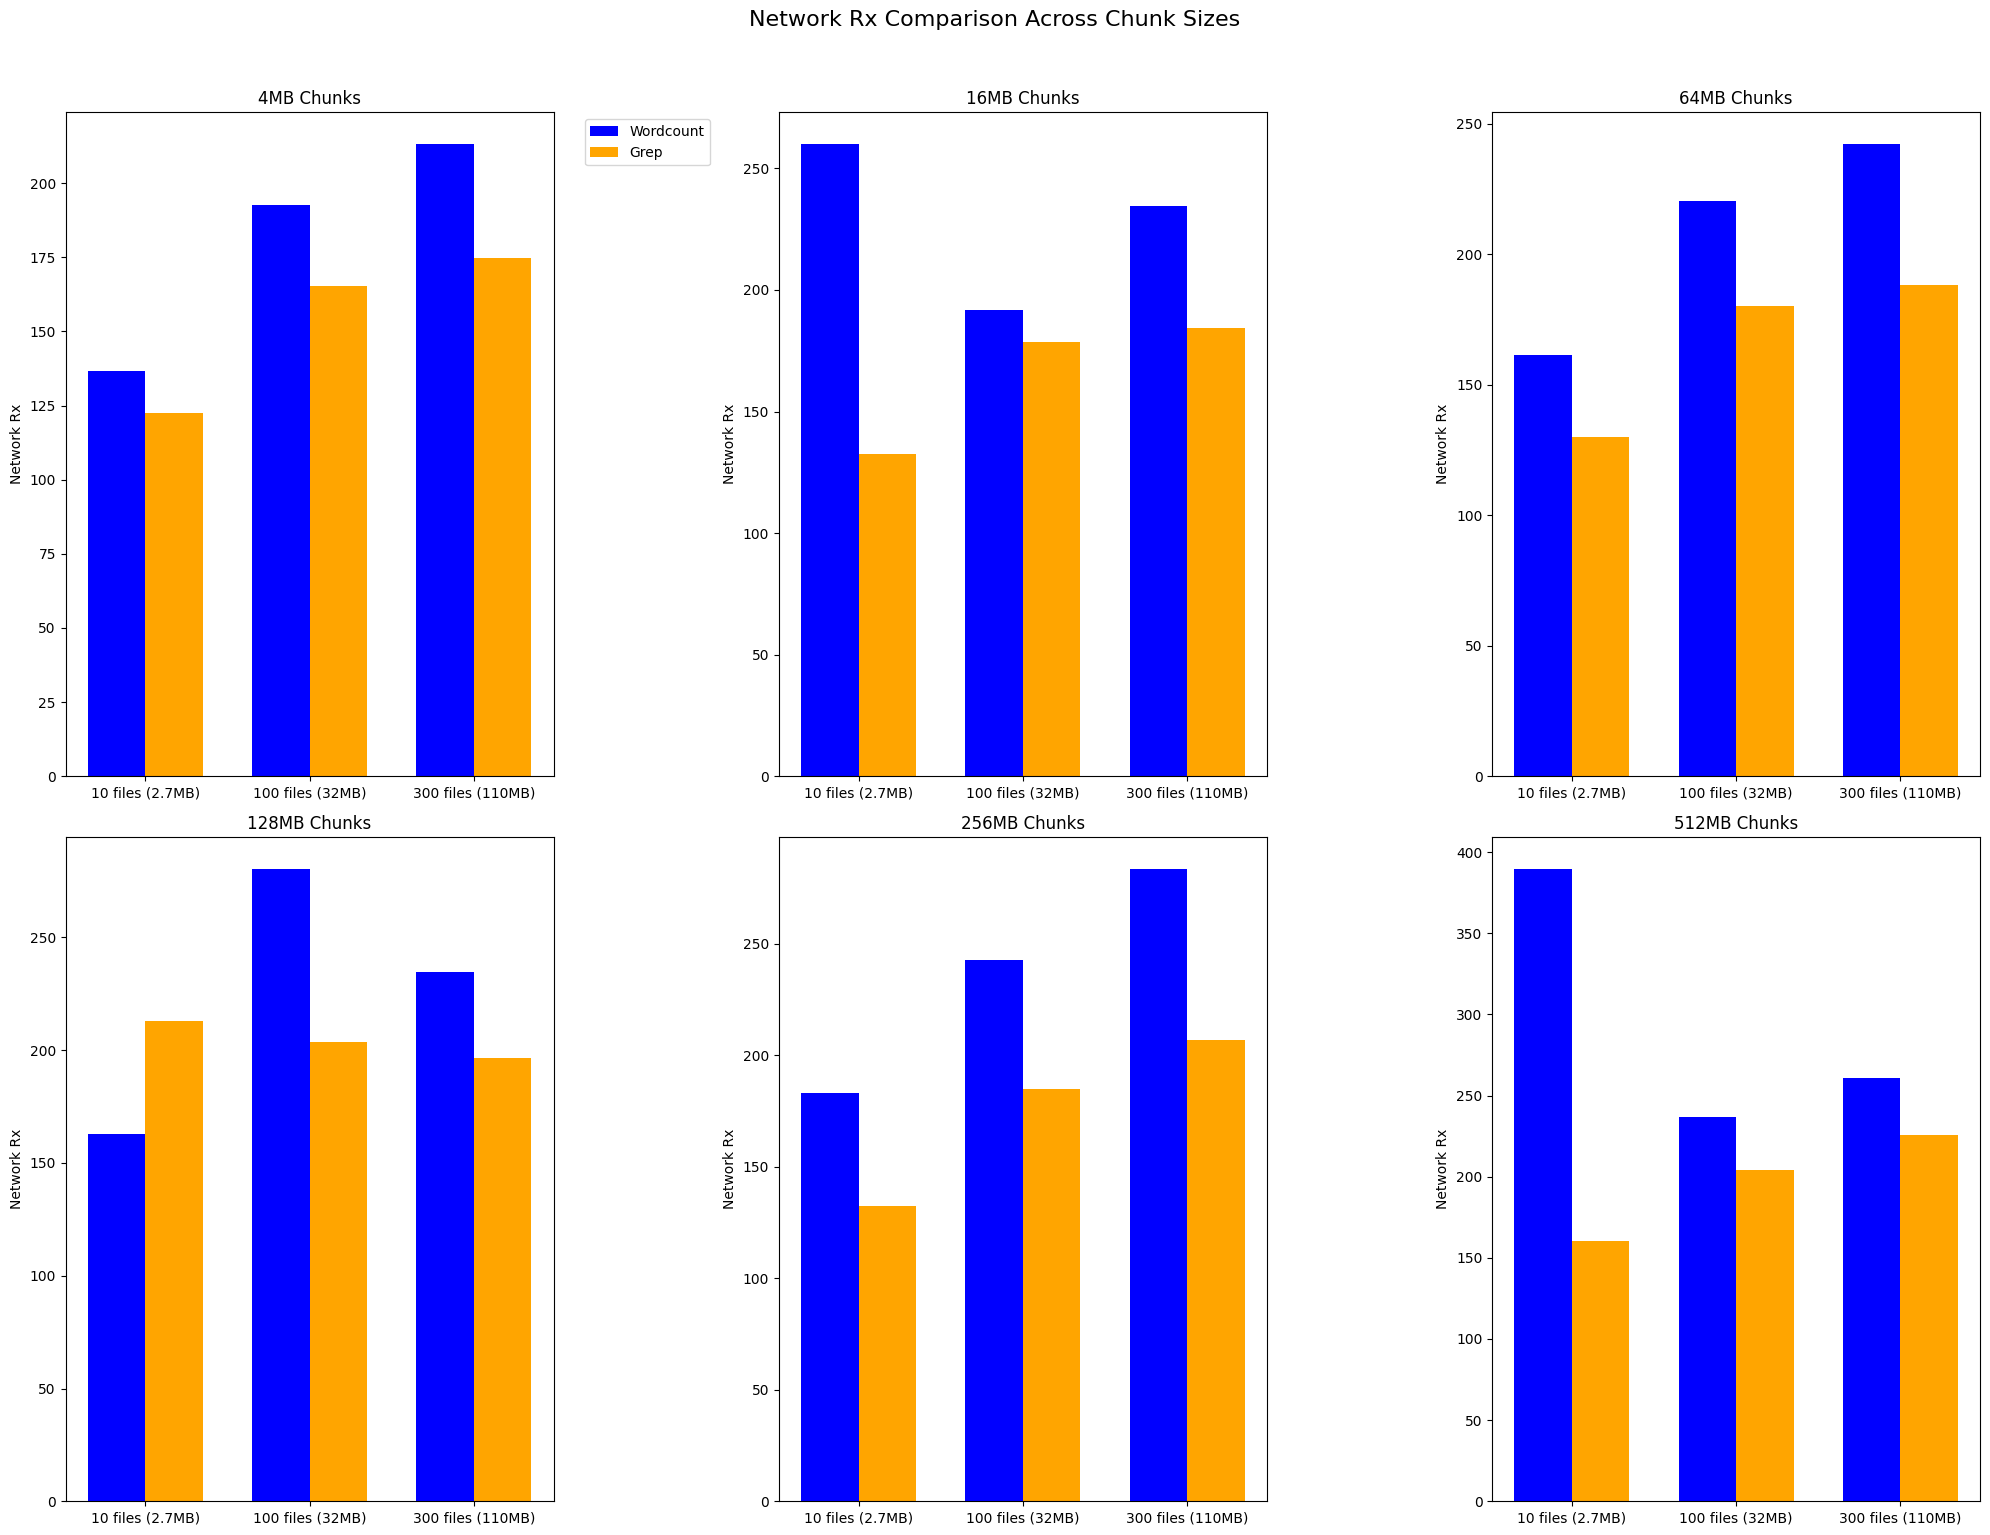 Network Rx Comparison Across Chunk Sizes
4MB Chunks
Network Rx
200
175
150
125
100
75
50
25
0
10 files (2.7MB) 100 files (32MB) 300 files (110MB)
Wordcount
Grep
16MB Chunks
Network Rx
250
200
150
100
50
0
10 files (2.7MB) 100 files (32MB) 300 files (110MB)
64MB Chunks
Network Rx
250
200
150
100
50
0
10 files (2.7MB) 100 files (32MB) 300 files (110MB)
128MB Chunks
Network Rx
250
200
150
100
50
0
10 files (2.7MB) 100 files (32MB) 300 files (110MB)
256MB Chunks
Network Rx
250
200
150
100
50
0
10 files (2.7MB) 100 files (32MB) 300 files (110MB)
512MB Chunks
Network Rx
400
350
300
250
200
150
100
50
0
10 files (2.7MB) 100 files (32MB) 300 files (110MB)